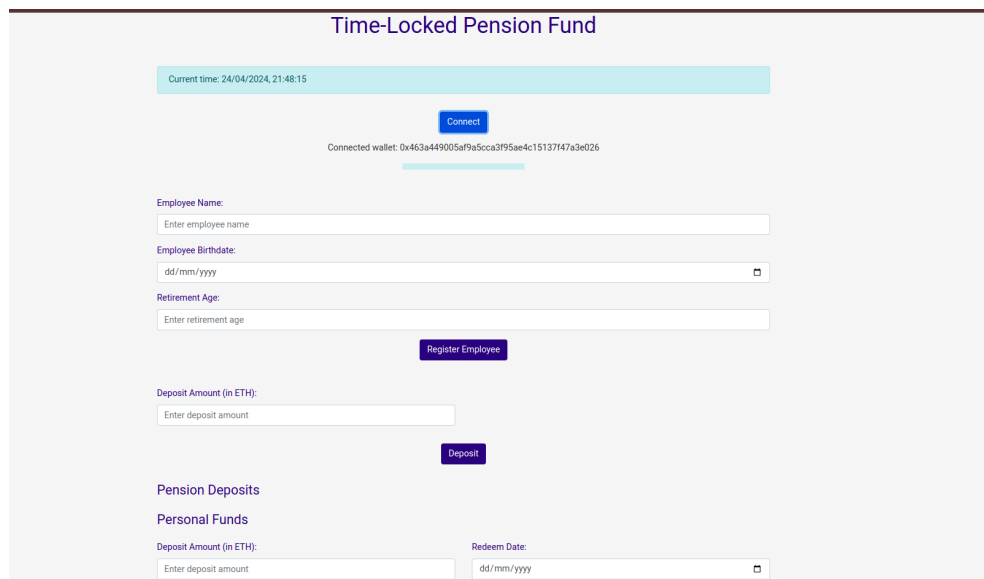 Time-Locked Pension Fund
Current time: 24/04/2024, 21:48:15
Connect
Connected wallet: 0x463a449005af9a5cca3f95ae4c15137f47a3e026
Employee Name:
Enter employee name
Employee Birthdate:
dd/mm/yyyy
Retirement Age:
Enter retirement age
Register Employee
Deposit Amount (in ETH):
Enter deposit amount
Deposit
Pension Deposits
Personal Funds
Deposit Amount (in ETH): Redeem Date:
Enter deposit amount dd/mm/yyyy